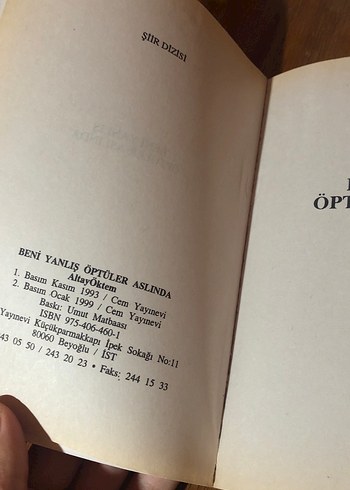 ŞİİR DİZİSİ
BENİ YANLIŞ ÖPTÜLER ASLINDA
AltayÖktem
1. Basım Kasım 1993 / Cem Yayınevi
2. Basım Ocak 1999 / Cem Yayınevi
Baskı: Umut Matbaası
ISBN 975-406-460-1
Yayınevi Küçükparmakkapı İpek Sokağı No:11
80060 Beyoğlu / İST
43 05 50 / 243 20 23 • Faks: 244 15 33
ÖPT